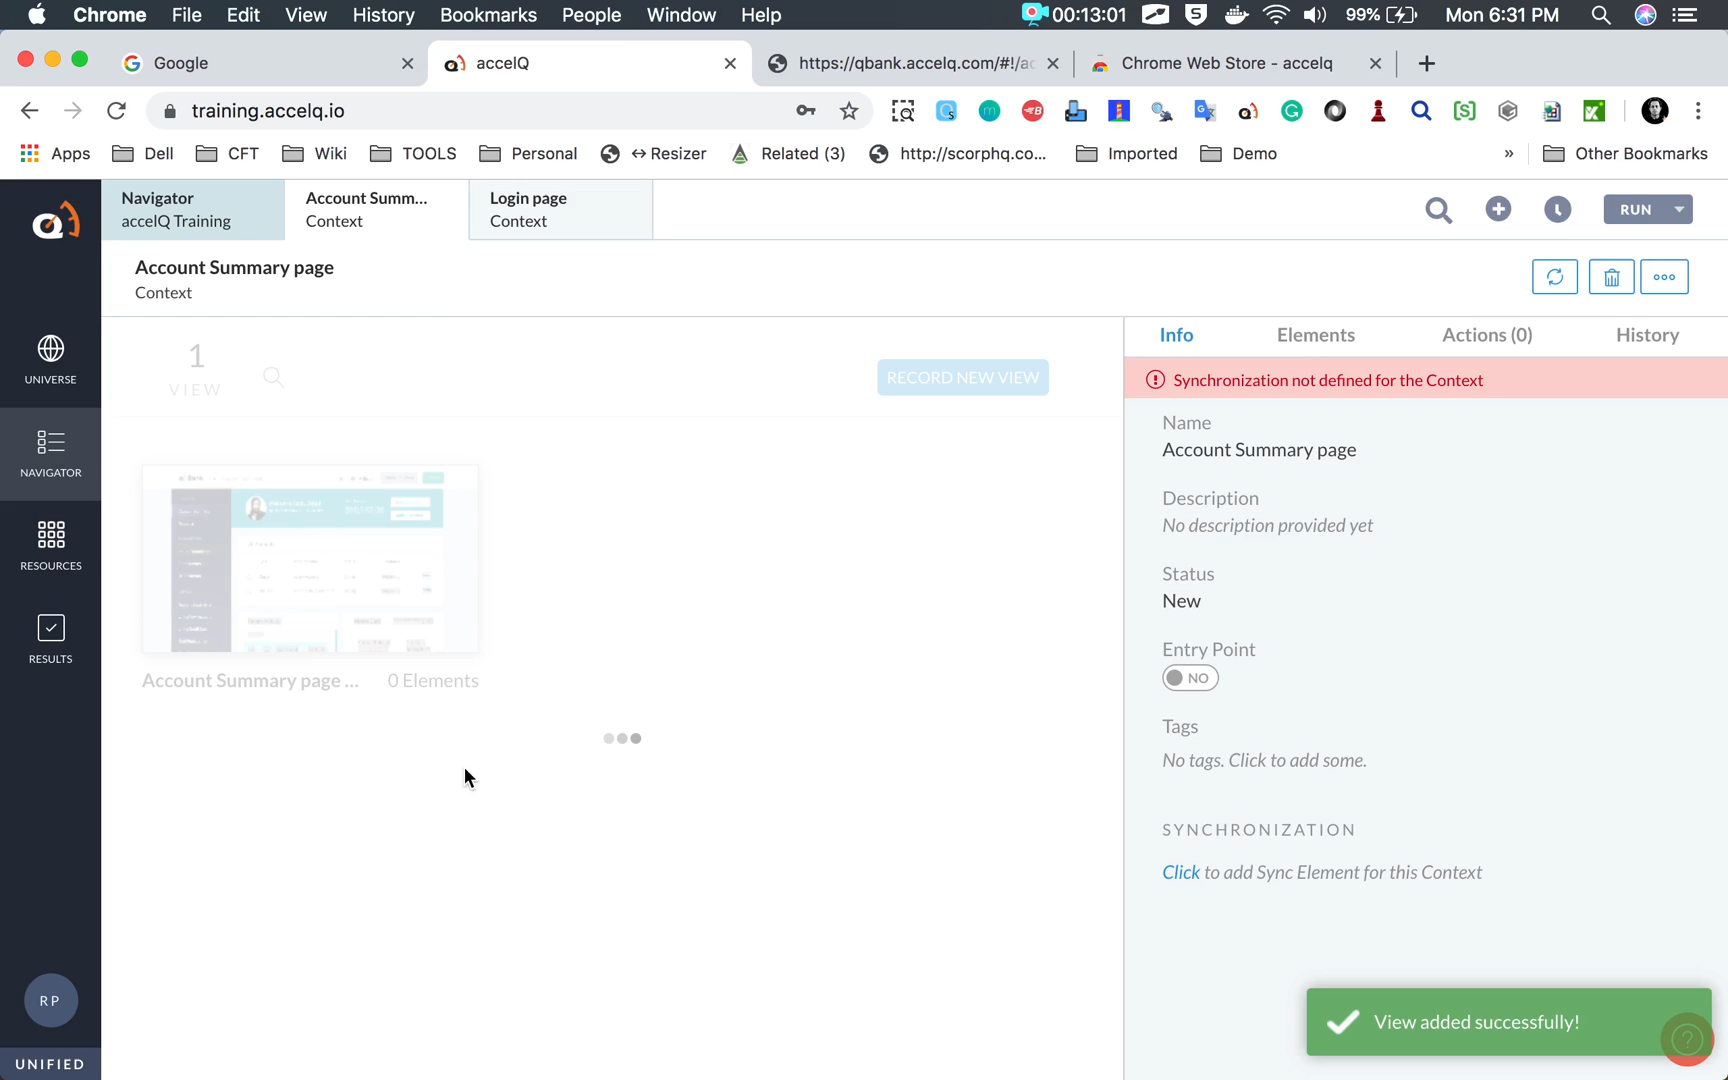 Chrome File Edit View History Bookmarks People Window Help 00:13:01 99% Mon 6:31 PM
Google accelQ https://qbank.accelq.com/#!/ac Chrome Web Store - accelq
training.accelq.io
Apps Dell CFT Wiki TOOLS Personal ↔Resizer Related (3) http://scorphq.co... Imported Demo » Other Bookmarks
Navigator
accelQ Training
Account Summ...
Context
Login page
Context
RUN
Account Summary page
Context
UNIVERSE
NAVIGATOR
RESOURCES
RESULTS
RP
UNIFIED
1
VIEW
RECORD NEW VIEW
Account Summary page ... 0 Elements
Info Elements Actions (0) History
Synchronization not defined for the Context
Name
Account Summary page
Description
No description provided yet
Status
New
Entry Point
NO
Tags
No tags. Click to add some.
SYNCHRONIZATION
Click to add Sync Element for this Context
View added successfully!